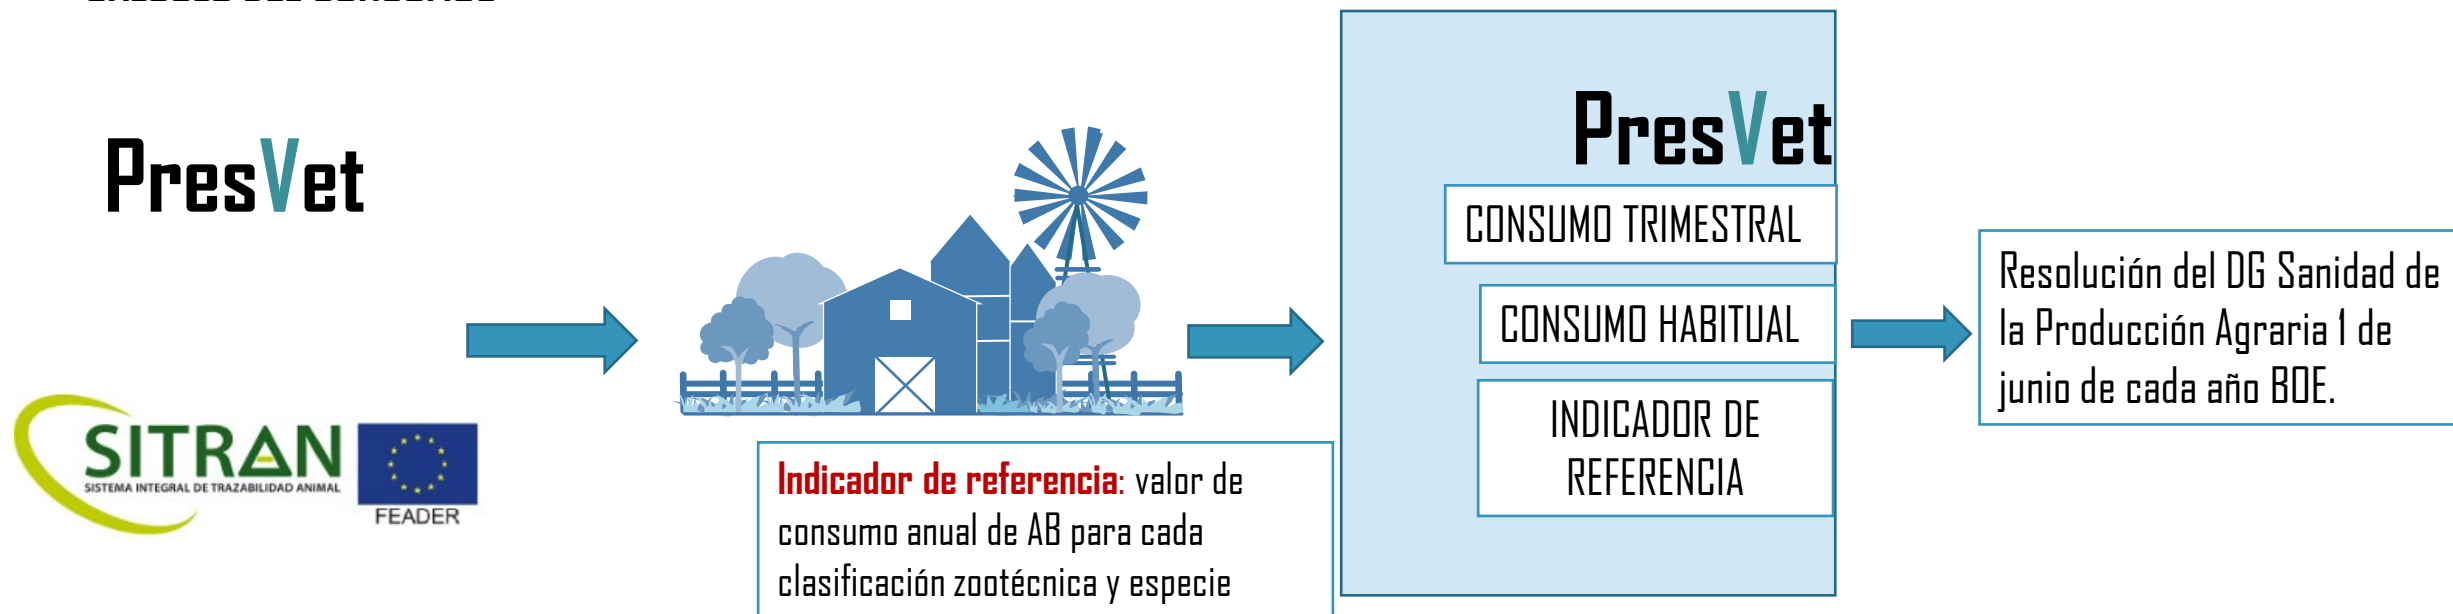 PresVet
SITRAN
SISTEMA INTEGRAL DE TRAZABILIDAD ANIMAL
FEADER
Indicador de referencia: valor de
consumo anual de AB para cada
clasificación zootécnica y especie
PresVet
CONSUMO TRIMESTRAL
CONSUMO HABITUAL
INDICADOR DE
REFERENCIA
Resolución del DG Sanidad de
la Producción Agraria 1 de
junio de cada año BOE.